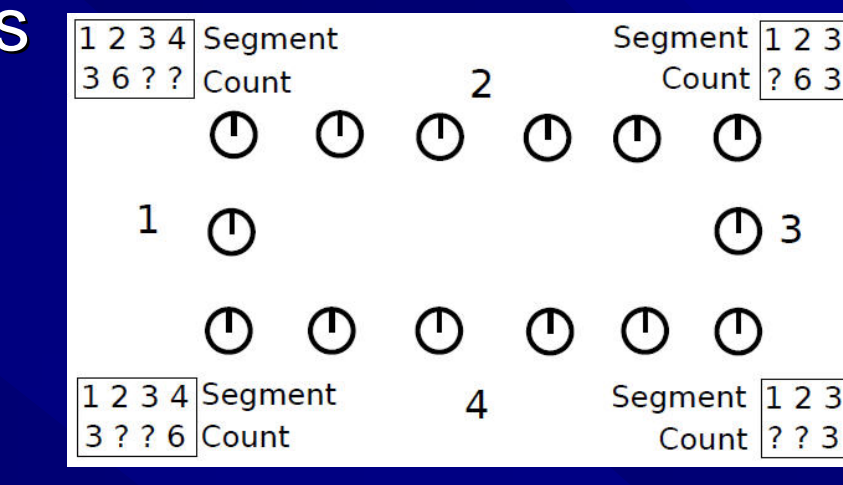 s
1 2 3 4 Segment
3 6 ? ? Count
Segment 1 2 3
Count ? 6 3
2
1
3
1 2 3 4 Segment
3 ? ? 6 Count
4
Segment 1 2 3
Count ? ? 3